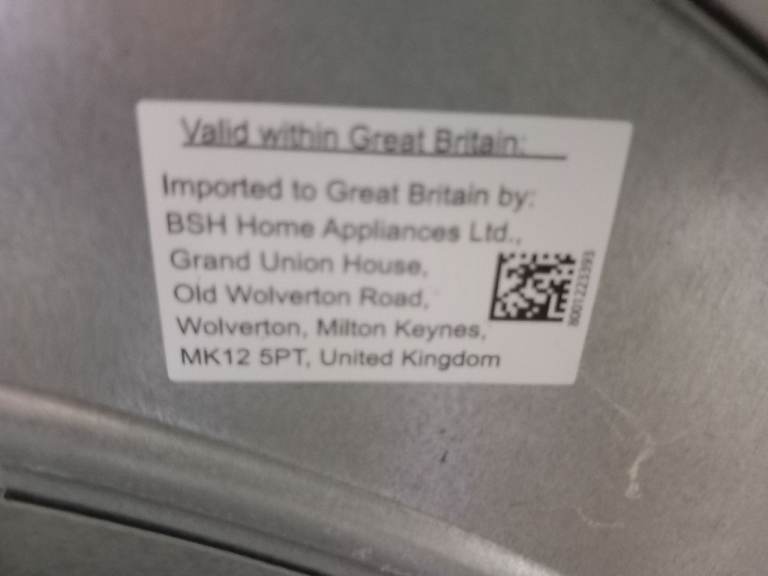 Valid within Great Britain:
Imported to Great Britain by:
BSH Home Appliances Ltd.,
Grand Union House,
Old Wolverton Road,
Wolverton, Milton Keynes,
MK12 5PT, United Kingdom
8001223393